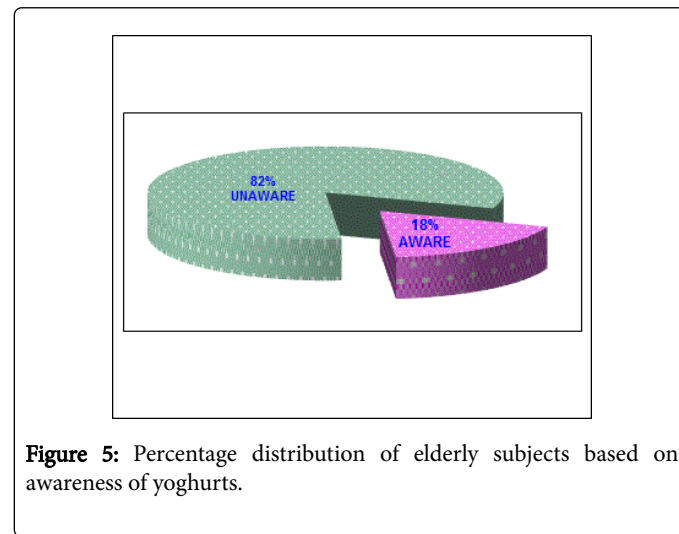 82%
UNAWARE
18%
AWARE
Figure 5: Percentage distribution of elderly subjects based on
awareness of yoghurts.